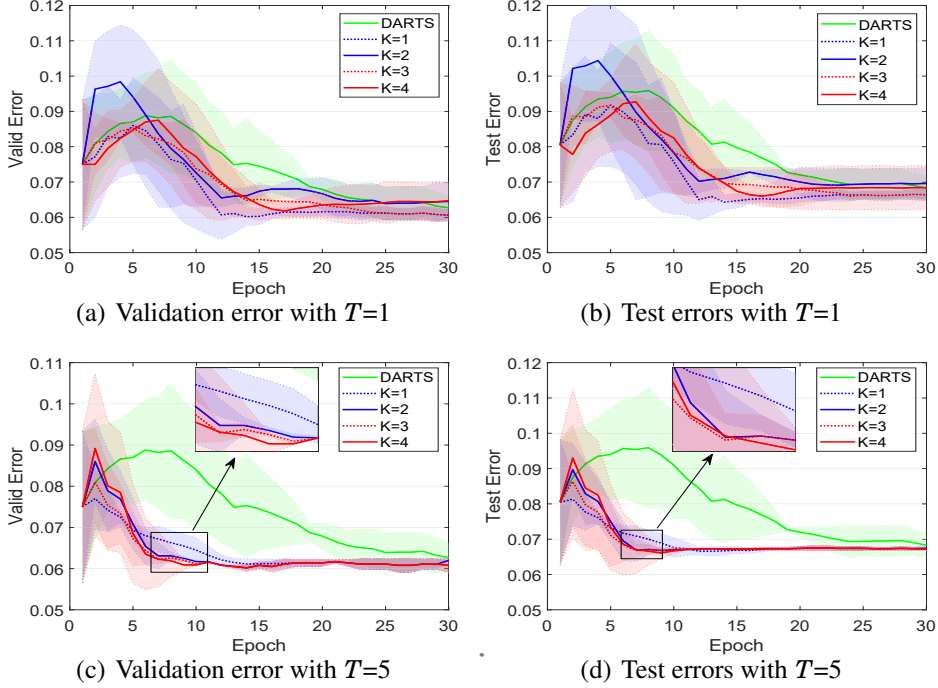 0.12
0.11
0.1
0.09
0.08
0.07
0.06
0.05
Valid Error
0 5 10 15 20 25 30
Epoch
DARTS
K=1
K=2
K=3
K=4
(a) Validation error with T=1
0.12
0.11
0.1
0.09
0.08
0.07
0.06
0.05
Test Error
0 5 10 15 20 25 30
Epoch
DARTS
K=1
K=2
K=3
K=4
(b) Test errors with T=1
0.11
0.1
0.09
0.08
0.07
0.06
0.05
Valid Error
0 5 10 15 20 25 30
Epoch
DARTS
K=1
K=2
K=3
K=4
(c) Validation error with T=5
0.12
0.11
0.1
0.09
0.08
0.07
0.06
0.05
Test Error
0 5 10 15 20 25 30
Epoch
DARTS
K=1
K=2
K=3
K=4
(d) Test errors with T=5